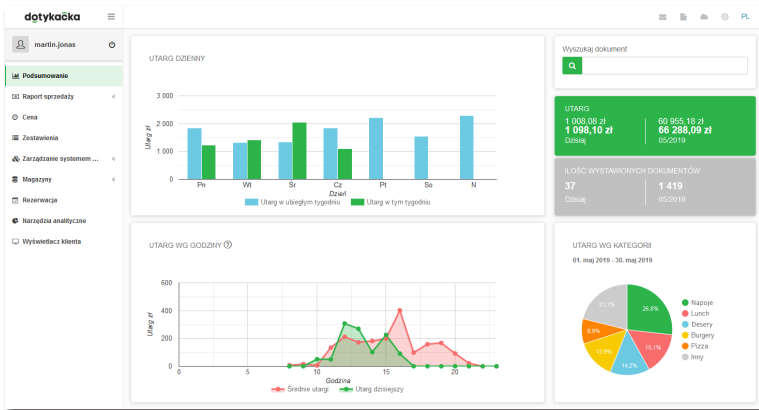 dotykačka
PL
martin.jonas
Podsumowanie
Raport sprzedaży
Cena
Zestawienia
Zarządzanie systemem ...
Magazyny
Rezerwacja
Narzędzia analityczne
Wyświetlacz klienta
UTARG DZIENNY
3 000
2 000
1 000
0
Utarg zł
Pn Wt Śr Cz Pt So N
Dzień
Utarg w ubiegłym tygodniu Utarg w tym tygodniu
Wyszukaj dokument
UTARG
1 008,08 zł 60 955,18 zł
1 098,10 zł 66 288,09 zł
Dzisiaj 05/2019
ILOŚĆ WYSTAWIONYCH DOKUMENTÓW
37 1 419
Dzisiaj 05/2019
UTARG WG GODZINY
600
400
200
0
Utarg zł
0 5 10 15 20
Godzina
Średnie utargi Utarg dzisiejszy
UTARG WG KATEGORII
01. maj 2019 - 30. maj 2019
26,8%
15,1%
14,2%
8,8%
21,1%
Napoje
Lunch
Desery
Burgery
Pizza
Inny